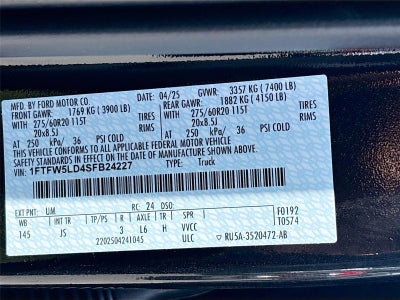 MFD. BY FORD MOTOR CO. DATE: 04/25 GVWR: 3357 KG (7400 LB)
FRONT GAWR: 1769 KG (3900 LB) REAR GAWR: 1882 KG (4150 LB)
WITH 275/60R20 115T TIRES WITH 275/60R20 115T TIRES
20x8.5J RIMS 20x8.5J RIMS
AT 250 kPa/ 36 PSI COLD AT 250 kPa/ 36 PSI COLD
THIS VEHICLE CONFORMS TO ALL APPLICABLE FEDERAL MOTOR VEHICLE
SAFETY STANDARDS IN EFFECT ON THE DATE OF MANUFACTURE SHOWN ABOVE.
VIN: 1FTFW5LD4SFB24227 TYPE: Truck
EXT PNT: UM RC: 24 DSO: F0192
WB INT TR TP/PS R AXLE TR SPR T0574
145 JS 3 L6 H VVCC
2202504241045 ULC RU5A-3520472-AB